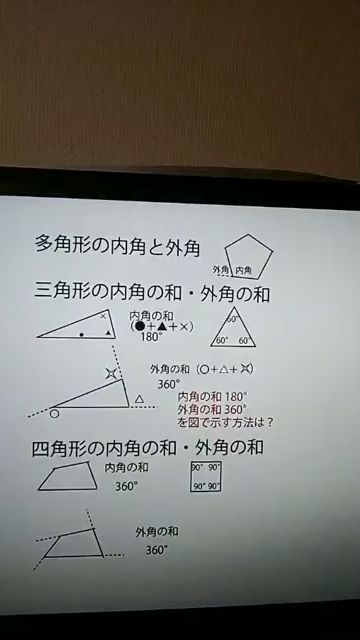 多角形の内角と外角
外角 内角
三角形の内角の和・外角の和
内角の和
(●+▲+×)
180°
60°
60° 60°
外角の和 (○+△+☆)
360°
内角の和 180°
外角の和 360°
を図で示す方法は?
四角形の内角の和・外角の和
内角の和
360°
90° 90°
90° 90°
外角の和
360°